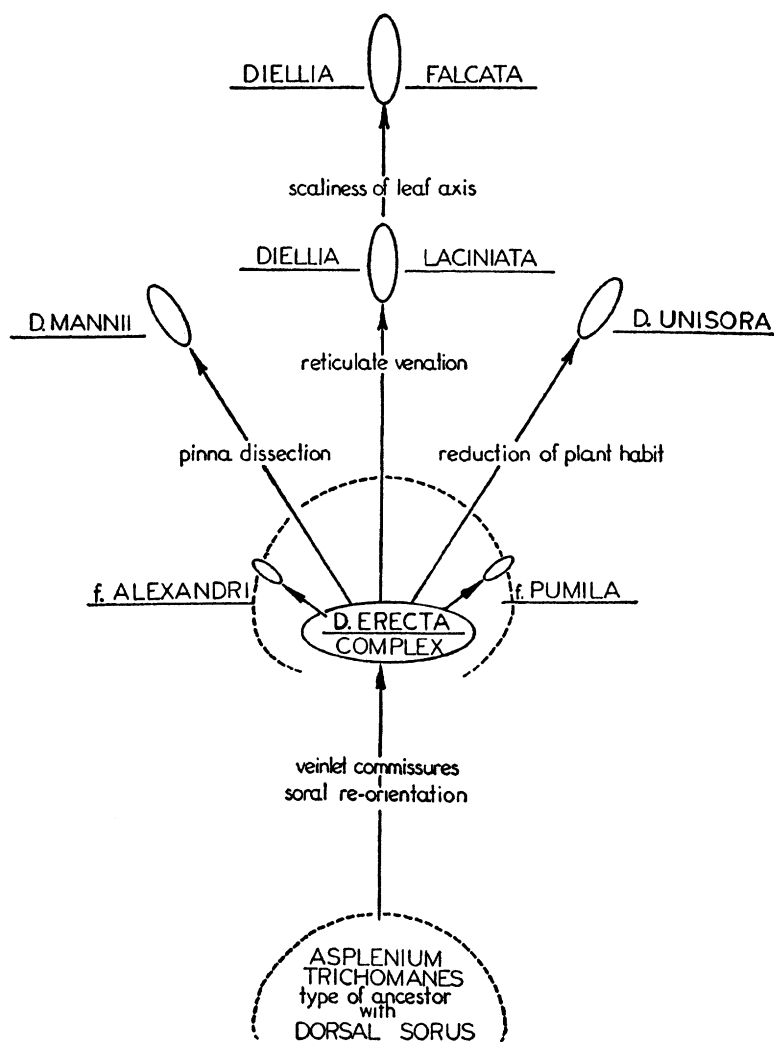 DIELLIA FALCATA
scaliness of leaf axis
DIELLIA LACINIATA
D. MANNII
D. UNISORA
reticulate venation
pinna dissection
reduction of plant habit
f. ALEXANDRI
f. PUMILA
D. ERECTA
COMPLEX
veinlet commissures
soral re-orientation
ASPLENIUM
TRICHOMANES
type of ancestor
with
DORSAL SORUS